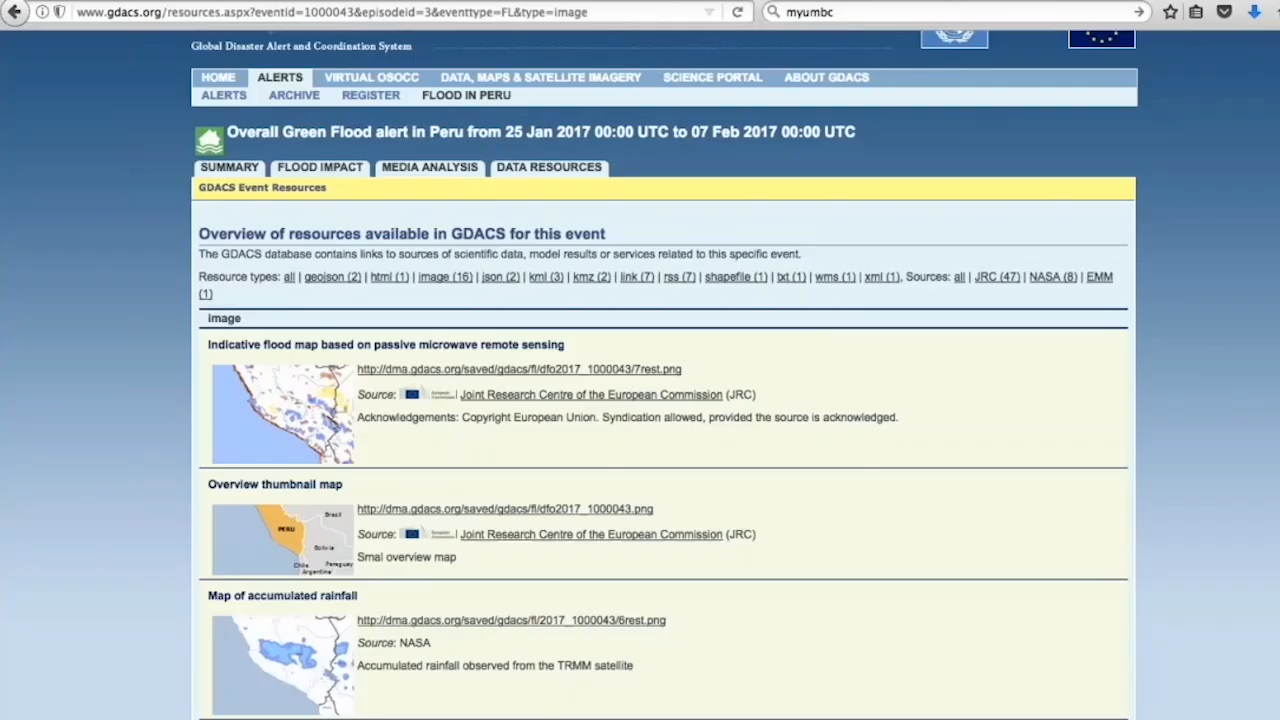 www.gdacs.org/resources.aspx?eventid=1000043&episodeid=3&eventtype=FL&type=image
myumbc
Global Disaster Alert and Coordination System
HOME ALERTS VIRTUAL OSOCC DATA, MAPS & SATELLITE IMAGERY SCIENCE PORTAL ABOUT GDACS
ALERTS ARCHIVE REGISTER FLOOD IN PERU
Overall Green Flood alert in Peru from 25 Jan 2017 00:00 UTC to 07 Feb 2017 00:00 UTC
SUMMARY FLOOD IMPACT MEDIA ANALYSIS DATA RESOURCES
GDACS Event Resources
Overview of resources available in GDACS for this event
The GDACS database contains links to sources of scientific data, model results or services related to this specific event.
Resource types: all | geojson (2) | html (1) | image (16) | json (2) | kml (3) | kmz (2) | link (7) | rss (7) | shapefile (1) | txt (1) | wms (1) | xml (1), Sources: all | JRC (47) | NASA (8) | EMM
(1)
image
Indicative flood map based on passive microwave remote sensing
http://dma.gdacs.org/saved/gdacs/fl/dfo2017_1000043/7rest.png
Source: | Joint Research Centre of the European Commission (JRC)
Acknowledgements: Copyright European Union. Syndication allowed, provided the source is acknowledged.
Overview thumbnail map
Brazil
PERU
Bolivia
Chile Paraguay
Argentina
http://dma.gdacs.org/saved/gdacs/fl/dfo2017_1000043.png
Source: | Joint Research Centre of the European Commission (JRC)
Smal overview map
Map of accumulated rainfall
http://dma.gdacs.org/saved/gdacs/fl/2017_1000043/6rest.png
Source: NASA
Accumulated rainfall observed from the TRMM satellite